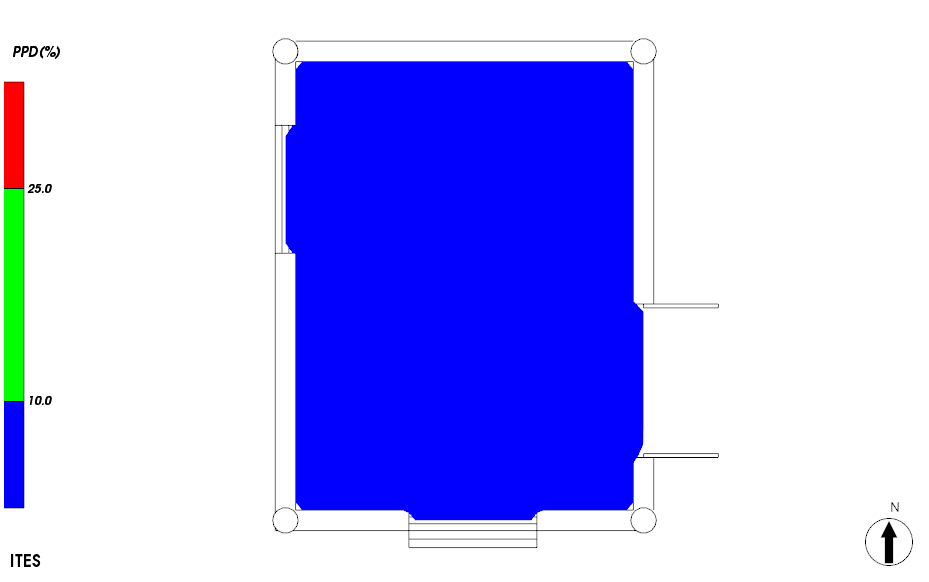 PPD(%)
25.0
10.0
N
ITES